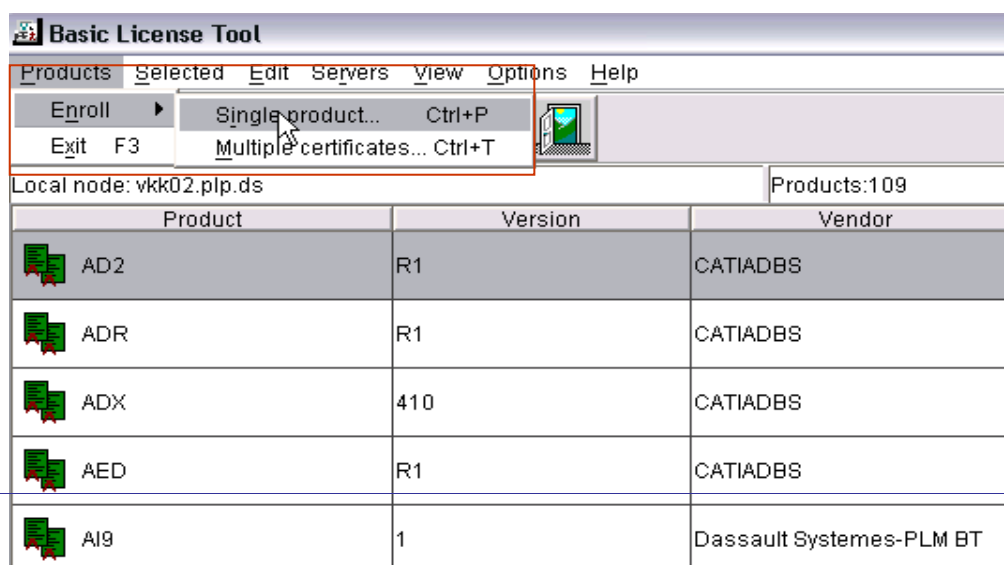 Basic License Tool
Products Selected Edit Servers View Options Help
Enroll Single product... Ctrl+P
Exit F3 Multiple certificates... Ctrl+T
Local node: vkk02.plp.ds Products:109
Product Version Vendor
AD2 R1 CATIADBS
ADR R1 CATIADBS
ADX 410 CATIADBS
AED R1 CATIADBS
AI9 1 Dassault Systemes-PLM BT